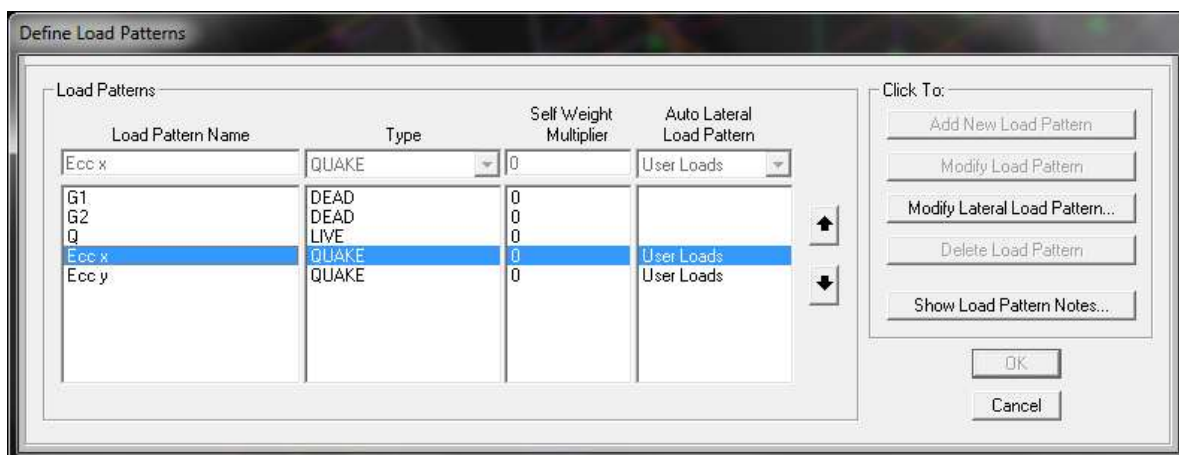 Define Load Patterns
Load Patterns
Load Pattern Name Type Self Weight Multiplier Auto Lateral Load Pattern
Ecc x QUAKE 0 User Loads
G1 DEAD 0
G2 DEAD 0
Q LIVE 0
Ecc x QUAKE 0 User Loads
Ecc y QUAKE 0 User Loads
Click To:
Add New Load Pattern
Modify Load Pattern
Modify Lateral Load Pattern...
Delete Load Pattern
Show Load Pattern Notes...
OK
Cancel